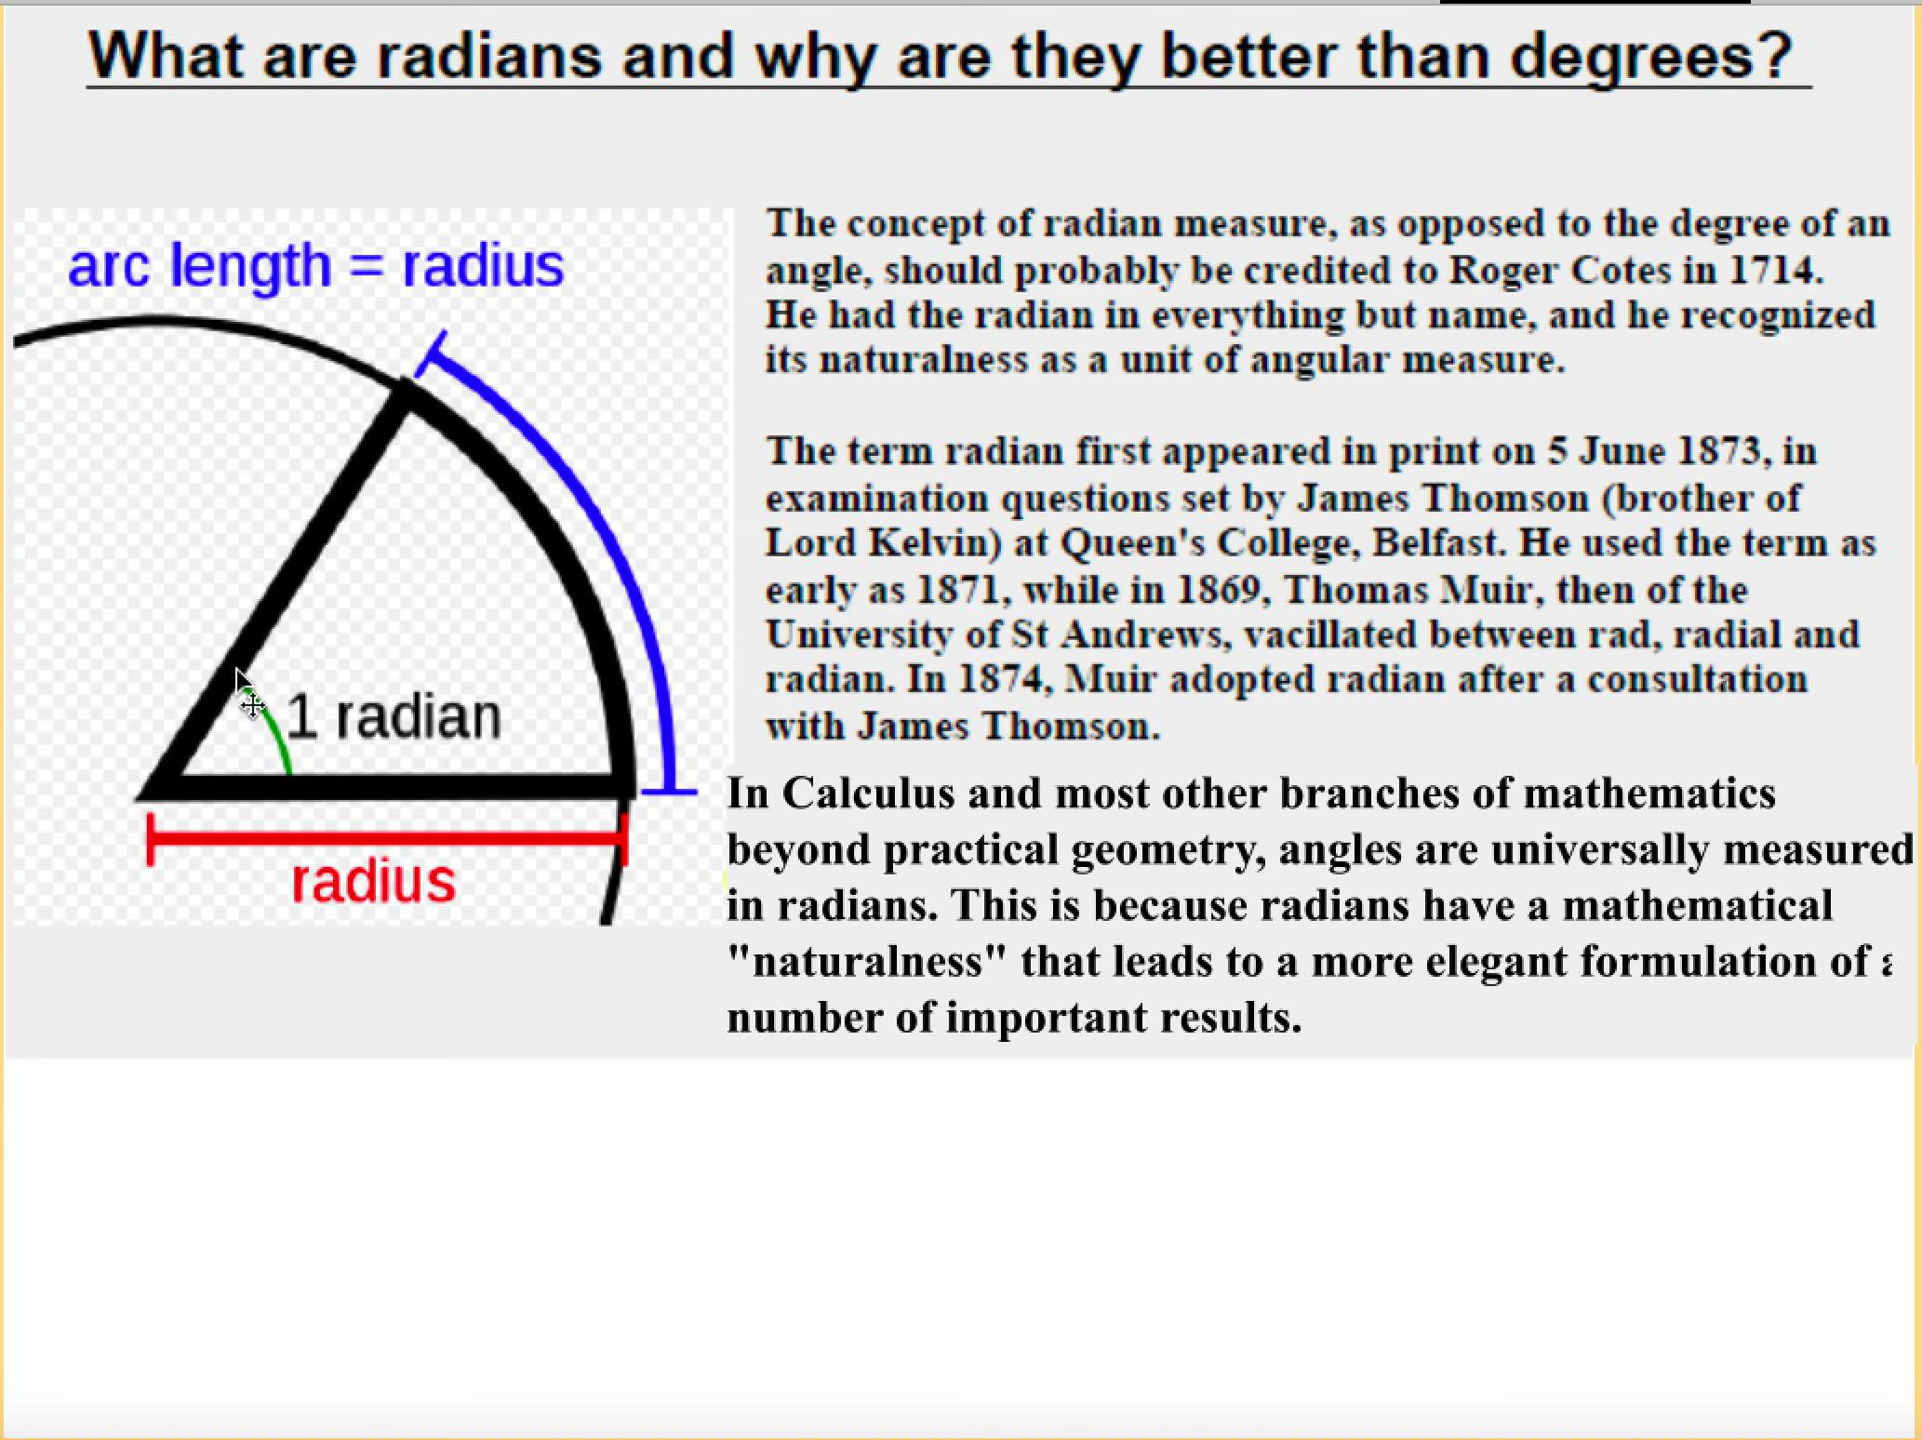 What are radians and why are they better than degrees?
arc length = radius
1 radian
radius
The concept of radian measure, as opposed to the degree of an
angle, should probably be credited to Roger Cotes in 1714.
He had the radian in everything but name, and he recognized
its naturalness as a unit of angular measure.
The term radian first appeared in print on 5 June 1873, in
examination questions set by James Thomson (brother of
Lord Kelvin) at Queen's College, Belfast. He used the term as
early as 1871, while in 1869, Thomas Muir, then of the
University of St Andrews, vacillated between rad, radial and
radian. In 1874, Muir adopted radian after a consultation
with James Thomson.
In Calculus and most other branches of mathematics
beyond practical geometry, angles are universally measured
in radians. This is because radians have a mathematical
"naturalness" that leads to a more elegant formulation of a
number of important results.